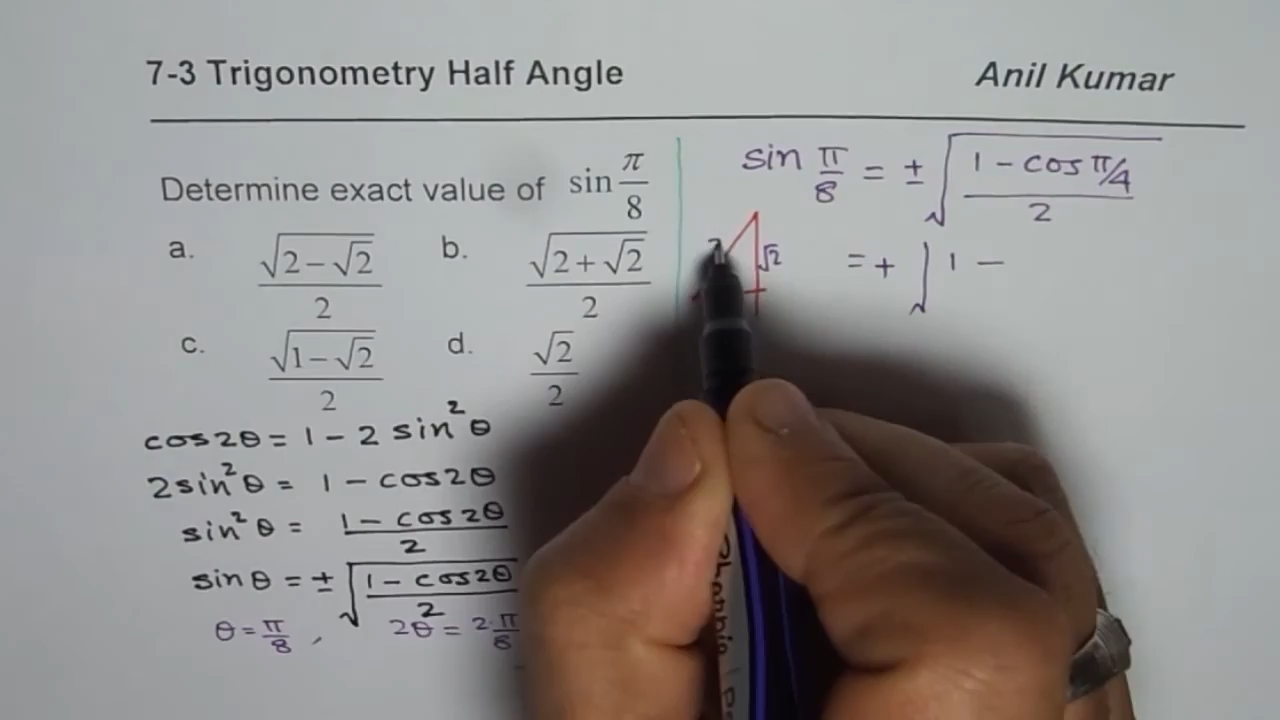 7-3 Trigonometry Half Angle
Anil Kumar
Determine exact value of sin π/8
a. √(2 − √2)/2
b. √(2 + √2)/2
c. √(1 − √2)/2
d. √2/2
cos2θ = 1 − 2 sin²θ
2sin²θ = 1 − cos2θ
sin²θ = (1 − cos2θ)/2
sinθ = ± √((1 − cos2θ)/2)
θ = π/8 , 2θ = 2·π/8
sin π/8 = ± √((1 − cos π/4)/2)
√2
= + √ 1 −